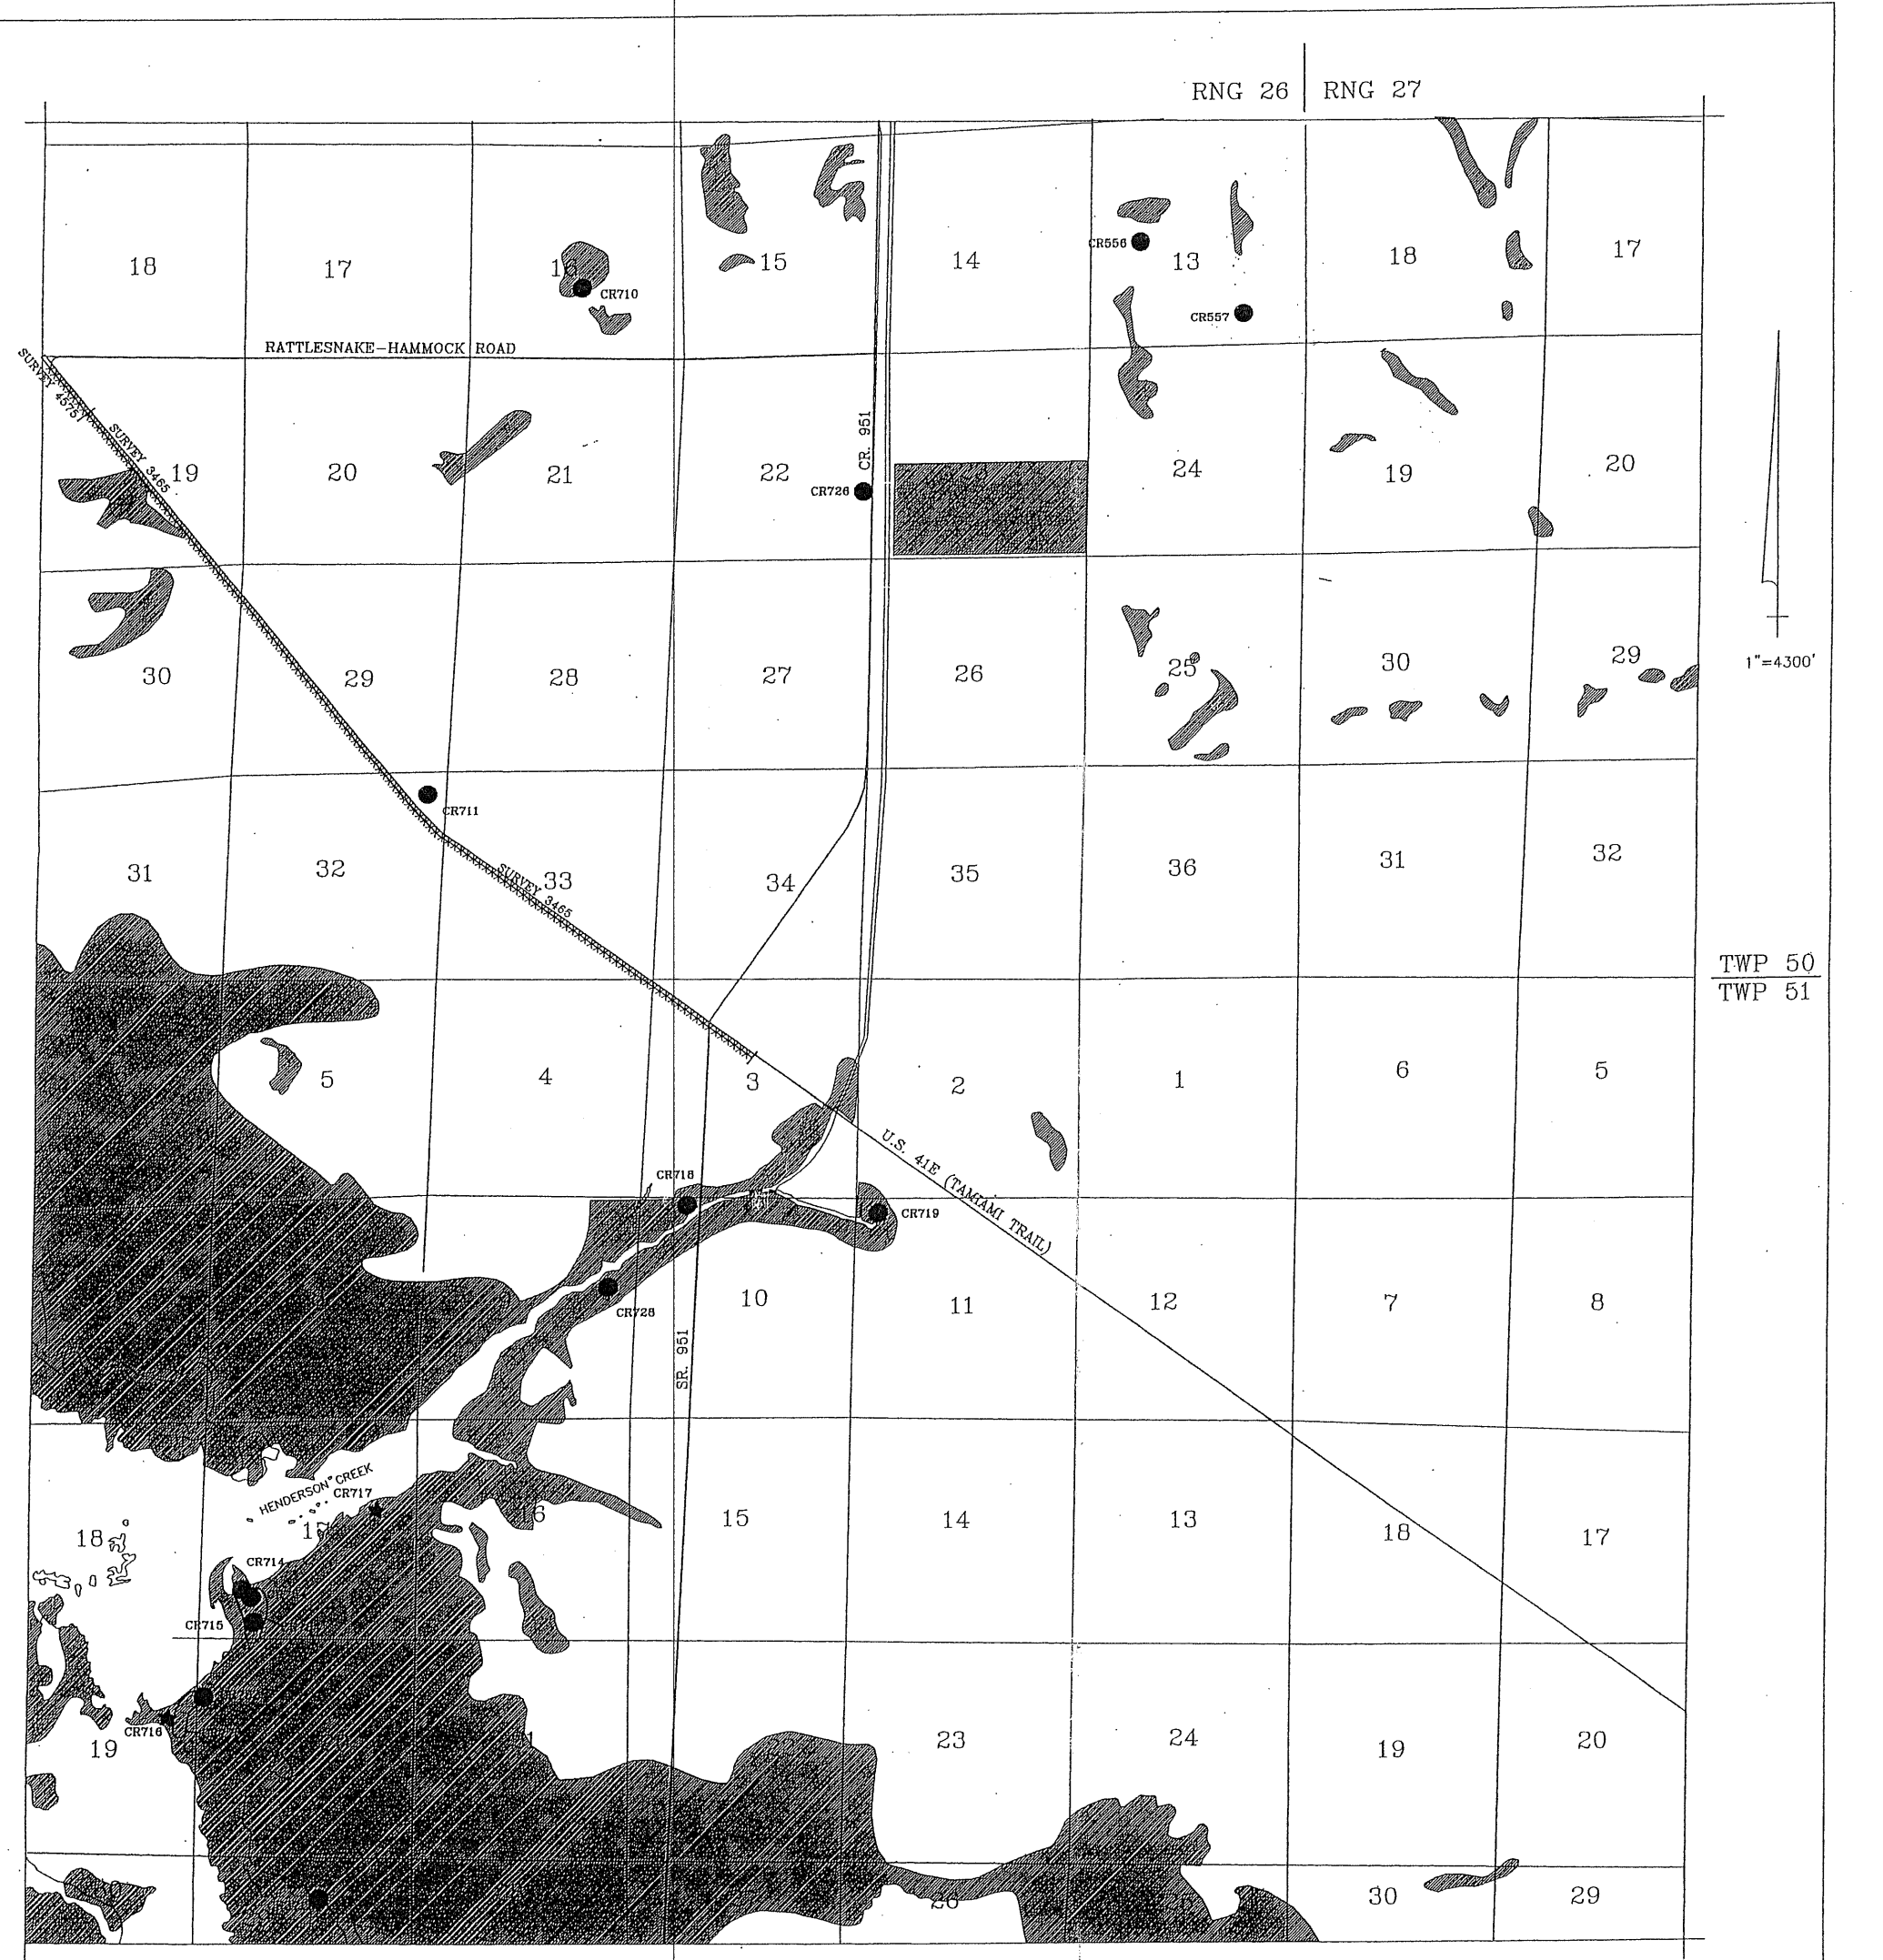 RNG 26 RNG 27
18 17 16 15 14 13 18 17
CR556
CR710
CR557
RATTLESNAKE-HAMMOCK ROAD
SURVEY 4575
SURVEY 3465
CR. 951
19 20 21 22 24 19 20
CR726
30 29 28 27 26 25 30 29
1"=4300'
CR711
31 32 33 34 35 36 31 32
SURVEY 3465
TWP 50
TWP 51
5 4 3 2 1 6 5
U.S. 41E (TAMIAMI TRAIL)
CR718
CR719
10 11 12 7 8
CR728
SR. 951
HENDERSON CREEK
CR717
18 17 6 15 14 13 18 17
CR714
CR715
CR716
19 23 24 19 20
30 29